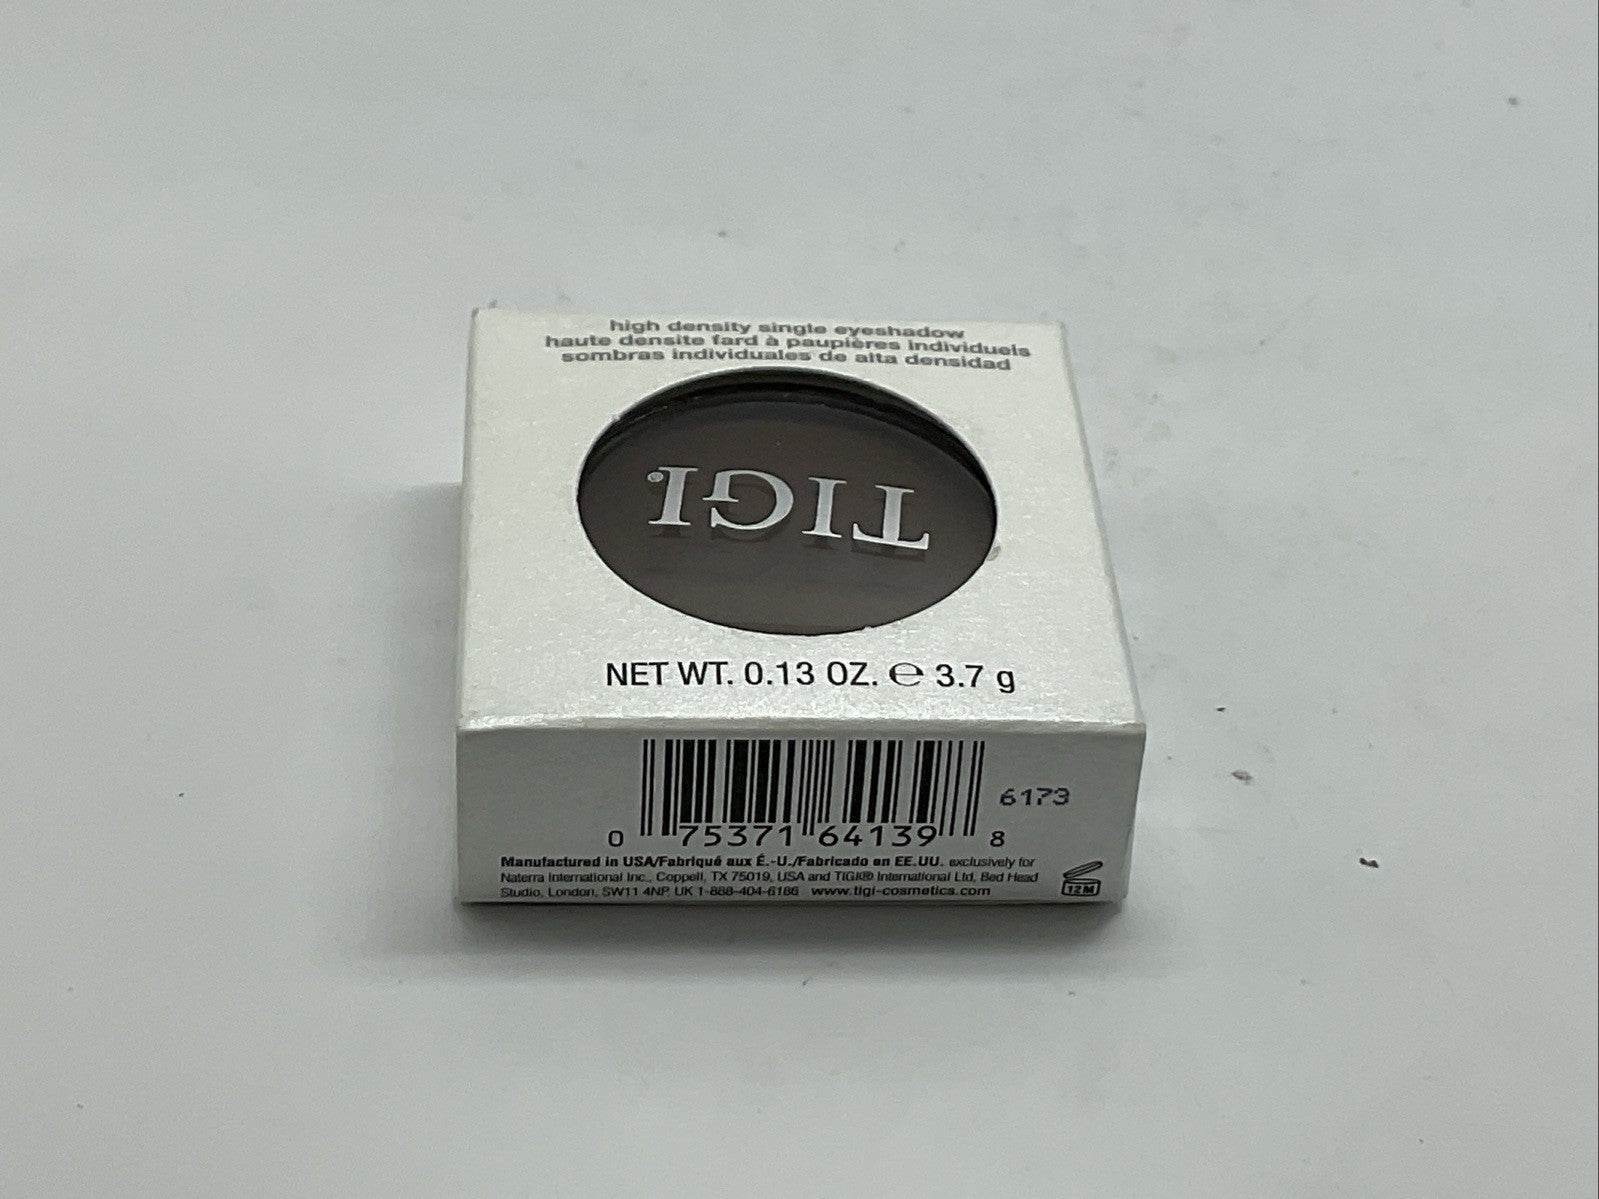 high density single eyeshadow
haute densite fard à paupières individuels
sombras individuales de alta densidad
TIGI®
NET WT. 0.13 OZ. ℮ 3.7 g
6173
0 75371 64139 8
Manufactured in USA/Fabriqué aux É.-U./Fabricado en EE.UU. exclusively for
Naterra International Inc., Coppell, TX 75019, USA and TIGI® International Ltd, Bed Head
Studio, London, SW11 4NP, UK 1-888-404-6186 www.tigi-cosmetics.com
12M